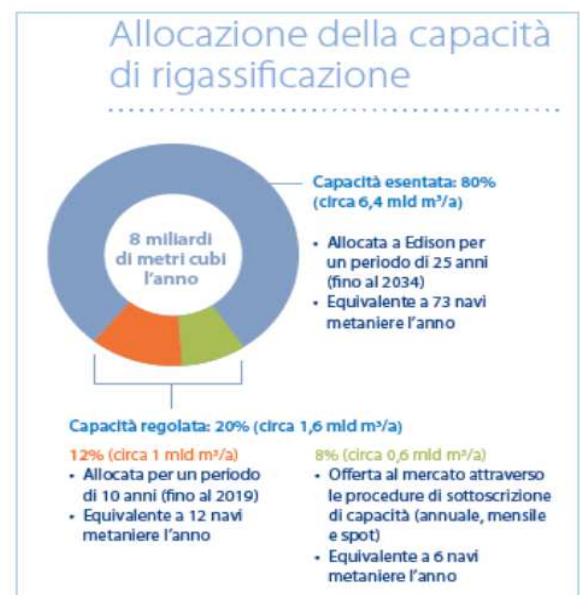 Allocazione della capacità
di rigassificazione
8 miliardi
di metri cubi
l'anno
Capacità esentata: 80%
(circa 6,4 mld m³/a)
• Allocata a Edison per
un periodo di 25 anni
(fino al 2034)
• Equivalente a 73 navi
metaniere l'anno
Capacità regolata: 20% (circa 1,6 mld m³/a)
12% (circa 1 mld m³/a)
• Allocata per un periodo
di 10 anni (fino al 2019)
• Equivalente a 12 navi
metaniere l'anno
8% (circa 0,6 mld m³/a)
• Offerta al mercato attraverso
le procedure di sottoscrizione
di capacità (annuale, mensile
e spot)
• Equivalente a 6 navi
metaniere l'anno